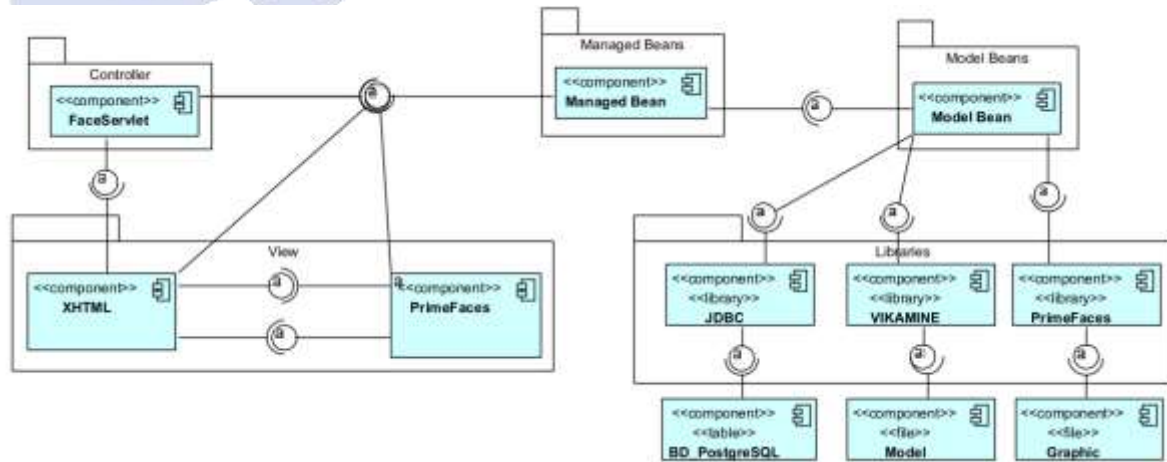 Controller
<<component>>
FaceServlet
a
Managed Beans
<<component>>
Managed Bean
a
Model Beans
<<component>>
Model Bean
a
a
a
a
View
<<component>>
XHTML
a
a
a
<<component>>
PrimeFaces
Libraries
<<component>>
<<library>>
JDBC
<<component>>
<<library>>
VIKAMINE
<<component>>
<<library>>
PrimeFaces
a
a
a
<<component>>
<<table>>
BD_PostgreSQL
<<component>>
<<file>>
Model
<<component>>
<<file>>
Graphic